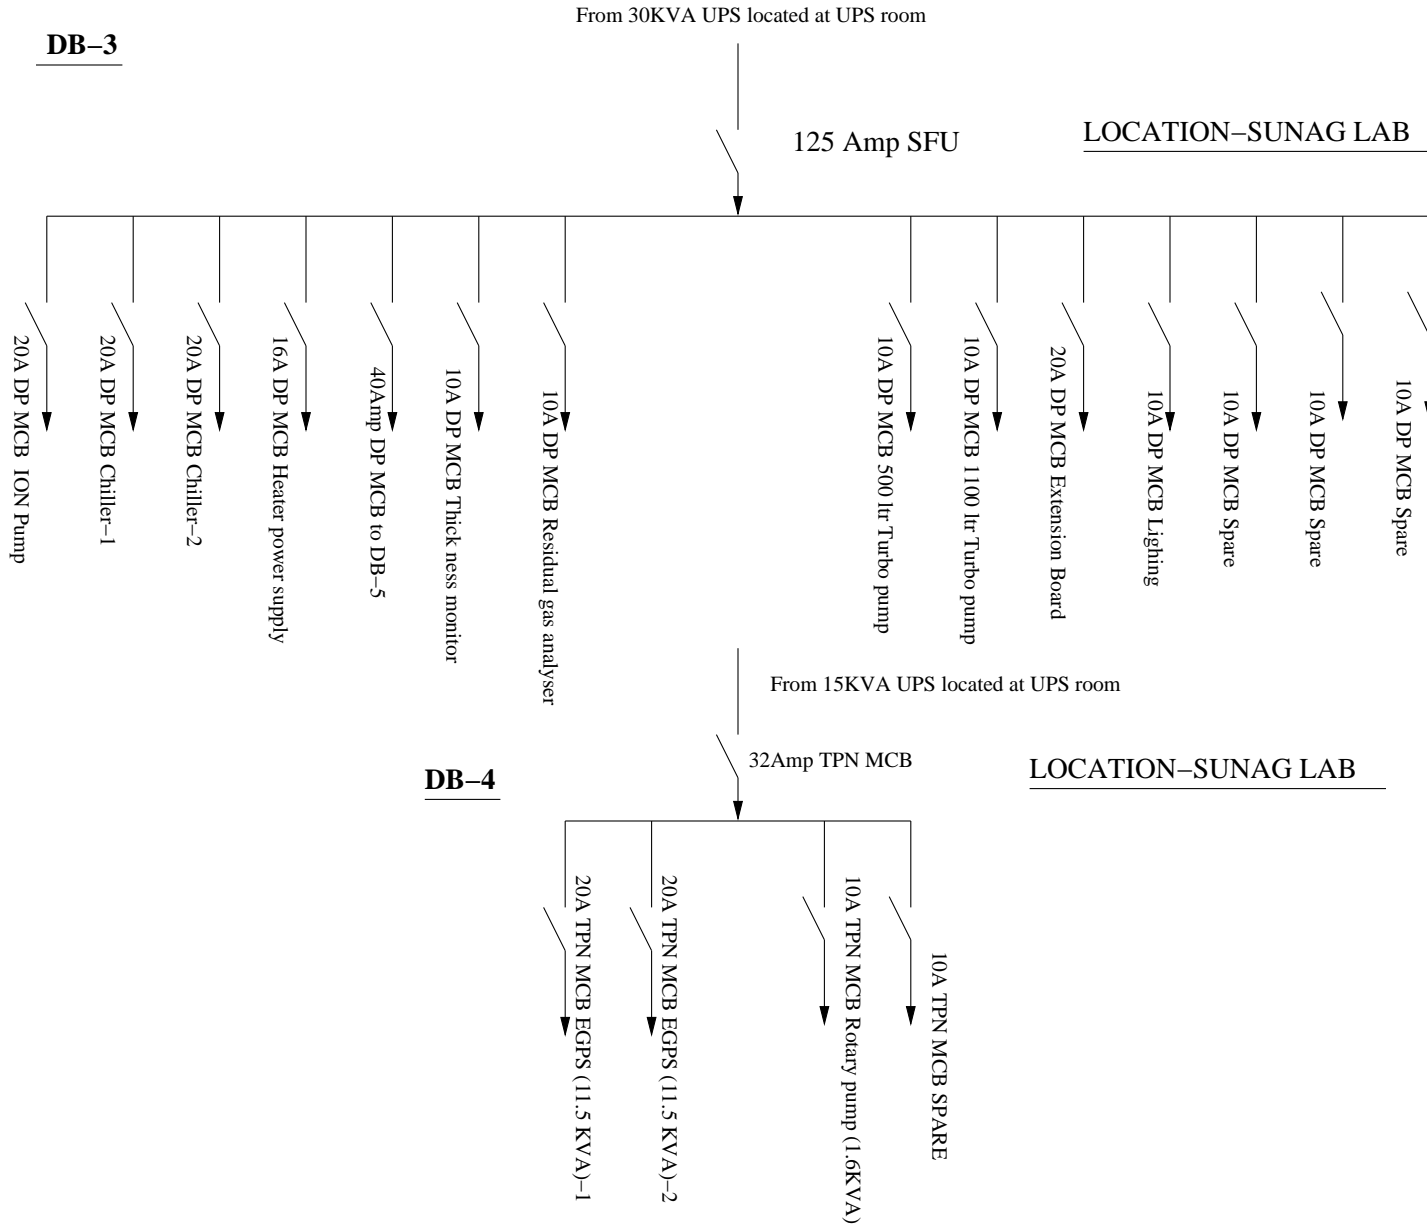 From 30KVA UPS located at UPS room
DB–3
125 Amp SFU
LOCATION–SUNAG LAB
20A DP MCB ION Pump
20A DP MCB Chiller–1
20A DP MCB Chiller–2
16A DP MCB Heater power supply
40Amp DP MCB to DB–5
10A DP MCB Thick ness monitor
10A DP MCB Residual gas analyser
10A DP MCB 500 ltr Turbo pump
10A DP MCB 1100 ltr Turbo pump
20A DP MCB Extension Board
10A DP MCB Lighing
10A DP MCB Spare
10A DP MCB Spare
10A DP MCB Spare
From 15KVA UPS located at UPS room
32Amp TPN MCB
DB–4
LOCATION–SUNAG LAB
20A TPN MCB EGPS (11.5 KVA)–1
20A TPN MCB EGPS (11.5 KVA)–2
10A TPN MCB Rotary pump (1.6KVA)
10A TPN MCB SPARE